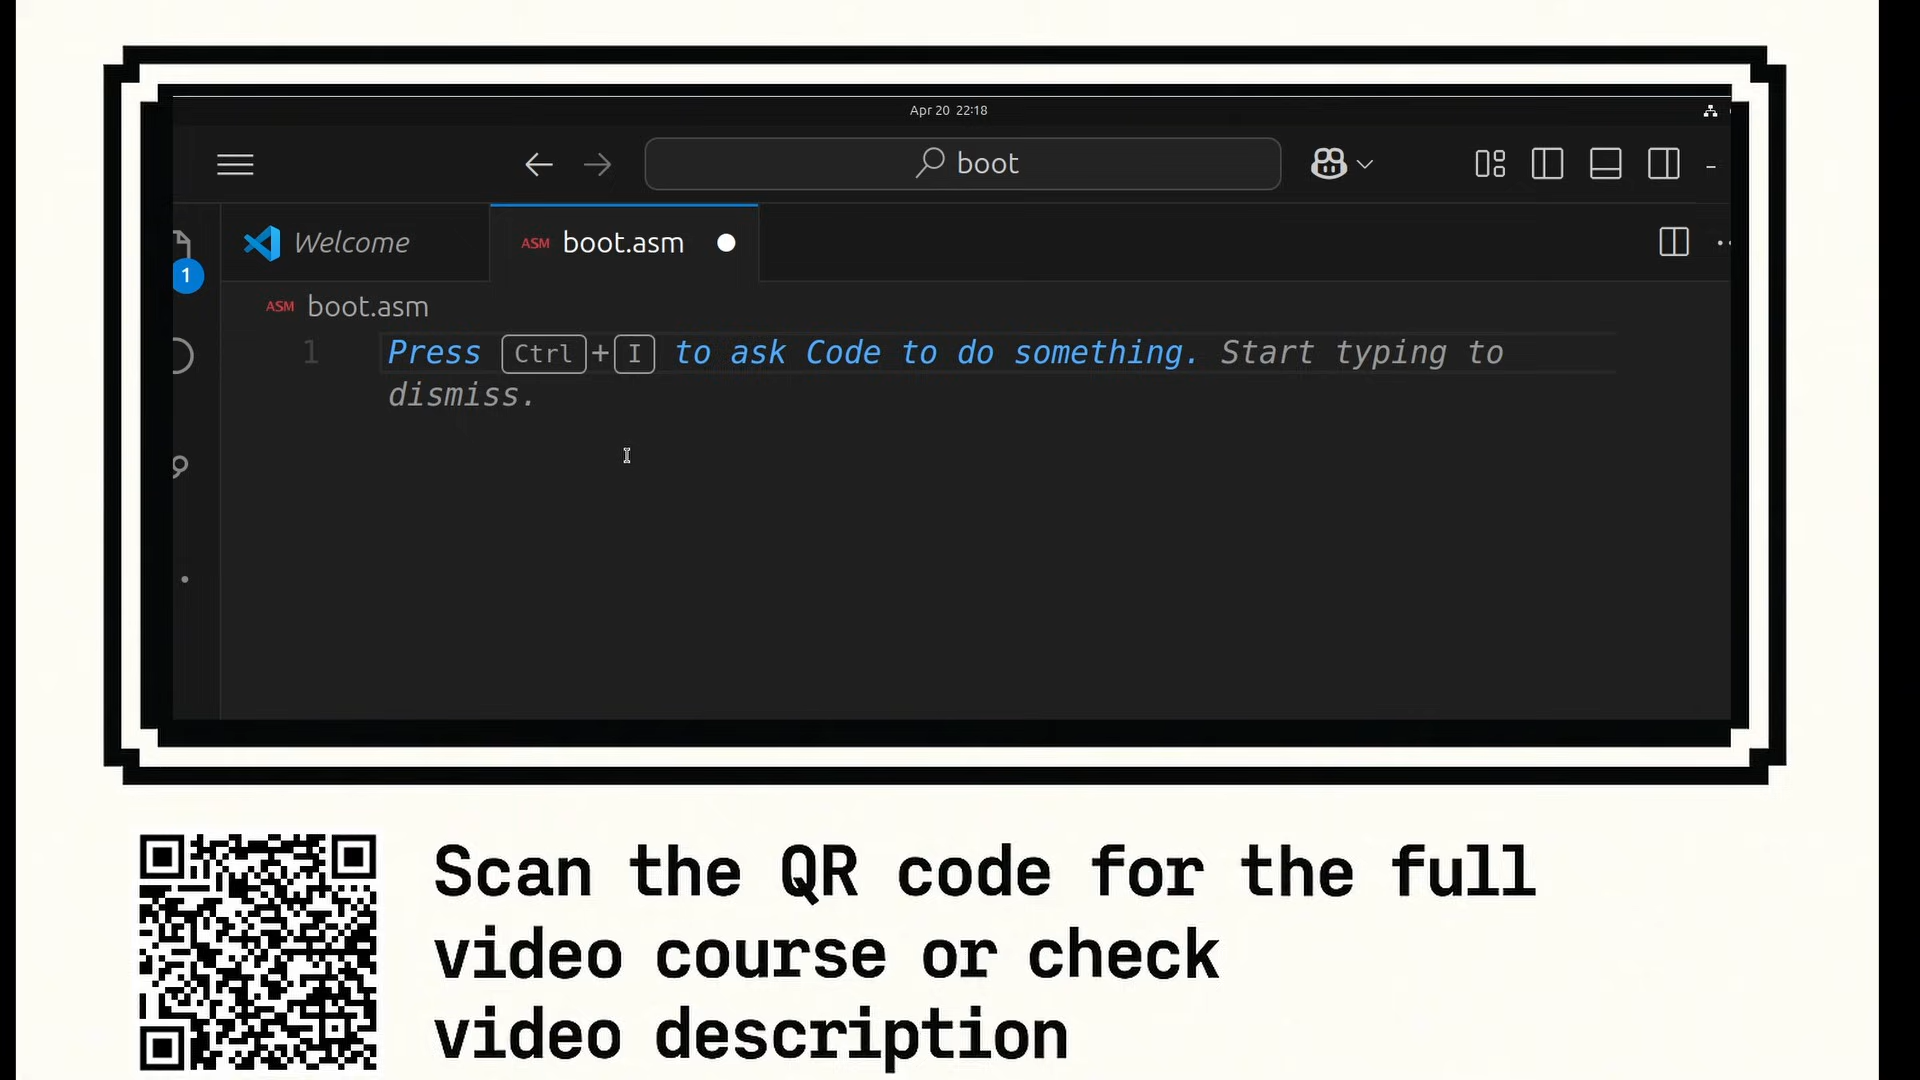 Apr 20 22:18
boot
Welcome
ASM boot.asm
1
ASM boot.asm
1 Press Ctrl+I to ask Code to do something. Start typing to
dismiss.
Scan the QR code for the full
video course or check
video description